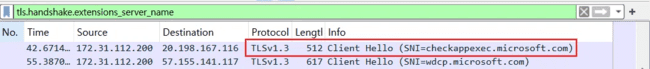 tls.handshake.extensions_server_name
No. Time Source Destination Protocol Lengtl Info
42.6714… 172.31.112.200 20.198.167.116 TLSv1.3 512 Client Hello (SNI=checkappexec.microsoft.com)
55.3870… 172.31.112.200 57.155.141.117 TLSv1.3 617 Client Hello (SNI=wdcp.microsoft.com)